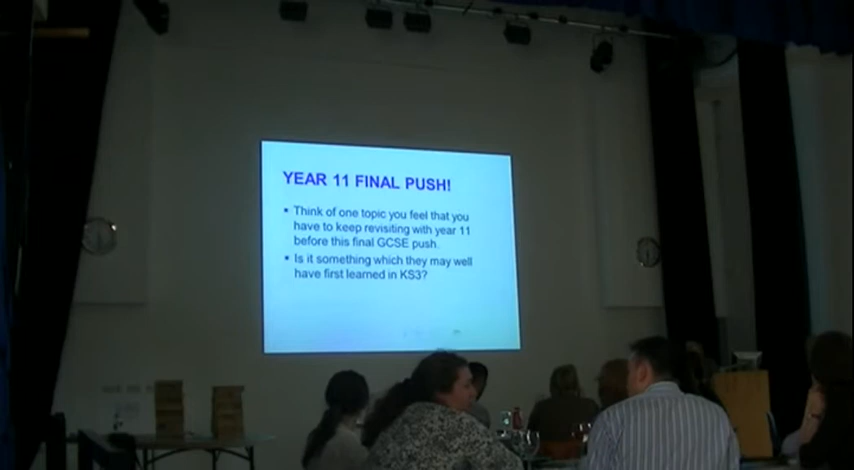 YEAR 11 FINAL PUSH!
▪ Think of one topic you feel that you
have to keep revisiting with year 11
before this final GCSE push.
▪ Is it something which they may well
have first learned in KS3?